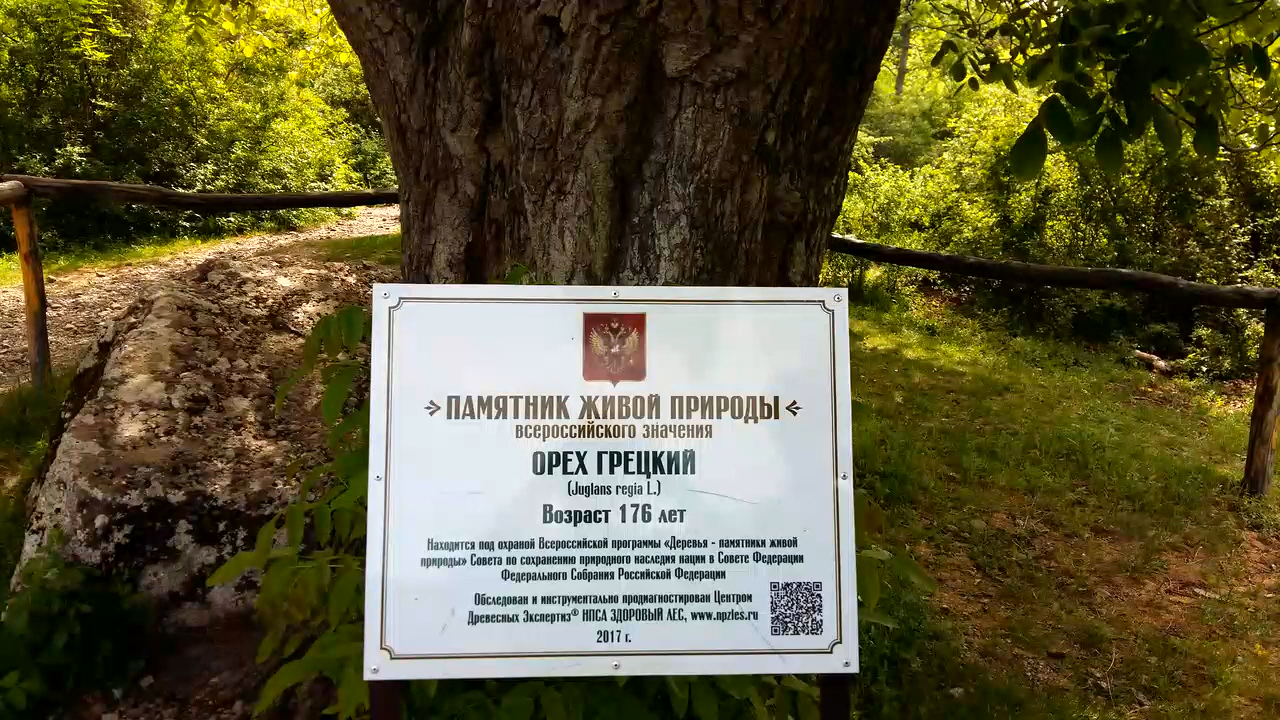 ПАМЯТНИК ЖИВОЙ ПРИРОДЫ
всероссийского значения
ОРЕХ ГРЕЦКИЙ
(Juglans regia L.)
Возраст 176 лет
Находится под охраной Всероссийской программы «Деревья - памятники живой
природы» Совета по сохранению природного наследия нации в Совете Федерации
Федерального Собрания Российской Федерации
Обследован и инструментально продиагностирован Центром
Древесных Экспертиз® НПСА ЗДОРОВЫЙ ЛЕС, www.npzles.ru
2017 г.